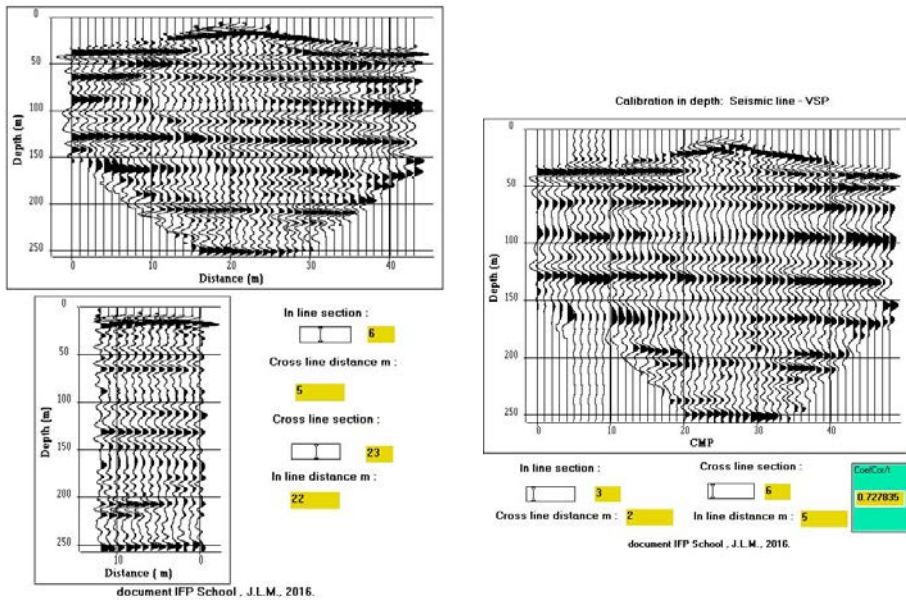 0
50
100
150
200
250
Depth (m)
0 10 20 30 40
Distance (m)
0
50
100
150
200
250
Depth (m)
10 0
Distance ( m)
In line section :
6
Cross line distance m :
5
Cross line section :
23
In line distance m :
22
document IFP School , J.L.M., 2016.
Calibration in depth: Seismic line - VSP
0
50
100
150
200
250
Depth (m)
0 10 20 30 40
CMP
In line section :
3
Cross line section :
6
Cross line distance m :
2
In line distance m :
5
CoefCor/t
0.727835
document IFP School , J.L.M., 2016.